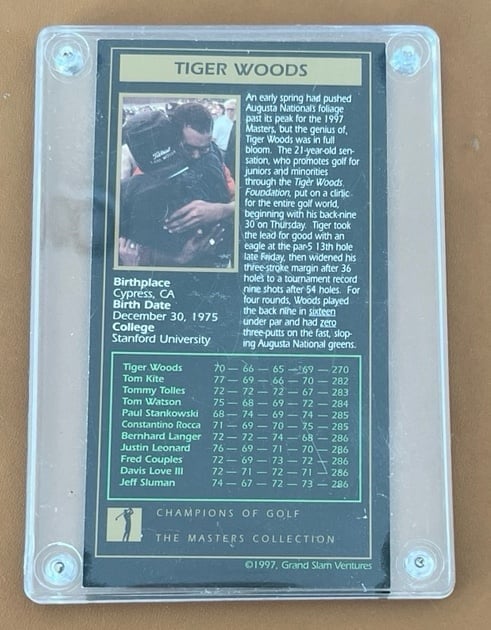 TIGER WOODS
An early spring had pushed
Augusta National's foliage
past its peak for the 1997
Masters, but the genius of,
Tiger Woods was in full
bloom. The 21-year-old sen-
sation, who promotes golf for
juniors and minorities
through the Tiger Woods
Foundation, put on a clinic
for the entire golf world,
beginning with his back-nine
30 on Thursday. Tiger took
the lead for good with an
eagle at the par-5 13th hole
late Friday, then widened his
three-stroke margin after 36
holes to a tournament record
nine shots after 54 holes. For
four rounds, Woods played
the back nine in sixteen
under par and had zero
three-putts on the fast, slop-
ing Augusta National greens.
Titleist
Birthplace
Cypress, CA
Birth Date
December 30, 1975
College
Stanford University
Tiger Woods 70 — 66 — 65 — 69 — 270
Tom Kite 77 — 69 — 66 — 70 — 282
Tommy Tolles 72 — 72 — 72 — 67 — 283
Tom Watson 75 — 68 — 69 — 72 — 284
Paul Stankowski 68 — 74 — 69 — 74 — 285
Constantino Rocca 71 — 69 — 70 — 75 — 285
Bernhard Langer 72 — 72 — 74 — 68 — 286
Justin Leonard 76 — 69 — 71 — 70 — 286
Fred Couples 72 — 69 — 73 — 72 — 286
Davis Love III 72 — 71 — 72 — 71 — 286
Jeff Sluman 74 — 67 — 72 — 73 — 286
CHAMPIONS OF GOLF
THE MASTERS COLLECTION
©1997, Grand Slam Ventures